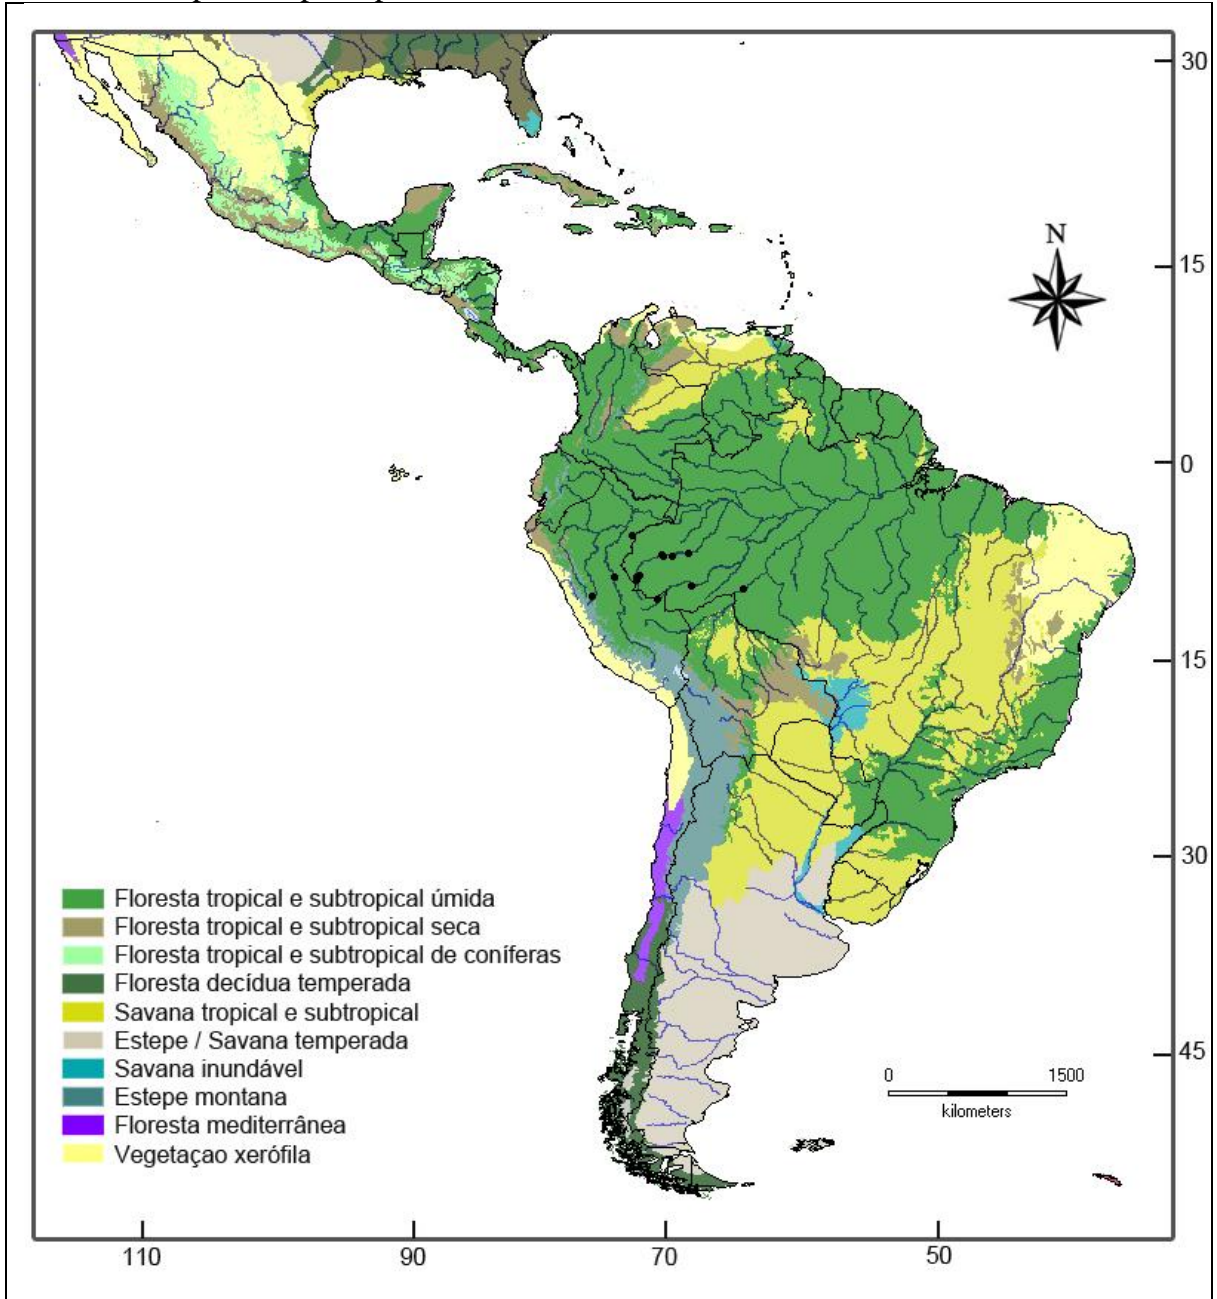 30
N
15
0
15
30
Floresta tropical e subtropical úmida
Floresta tropical e subtropical seca
Floresta tropical e subtropical de coníferas
Floresta decídua temperada
Savana tropical e subtropical
Estepe / Savana temperada
Savana inundável
Estepe montana
Floresta mediterrânea
Vegetaçao xerófila
45
0 1500
kilometers
110 90 70 50